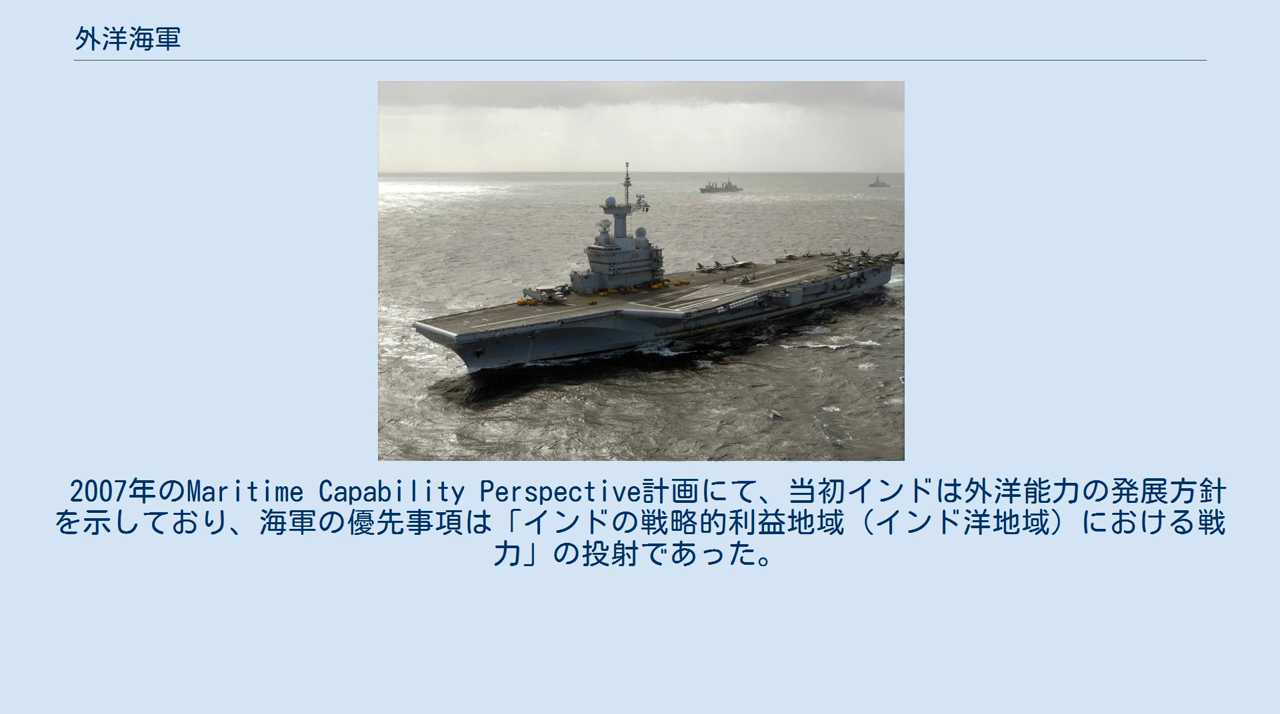 外洋海軍
2007年のMaritime Capability Perspective計画にて、当初インドは外洋能力の発展方針
を示しており、海軍の優先事項は「インドの戦略的利益地域（インド洋地域）における戦
力」の投射であった。